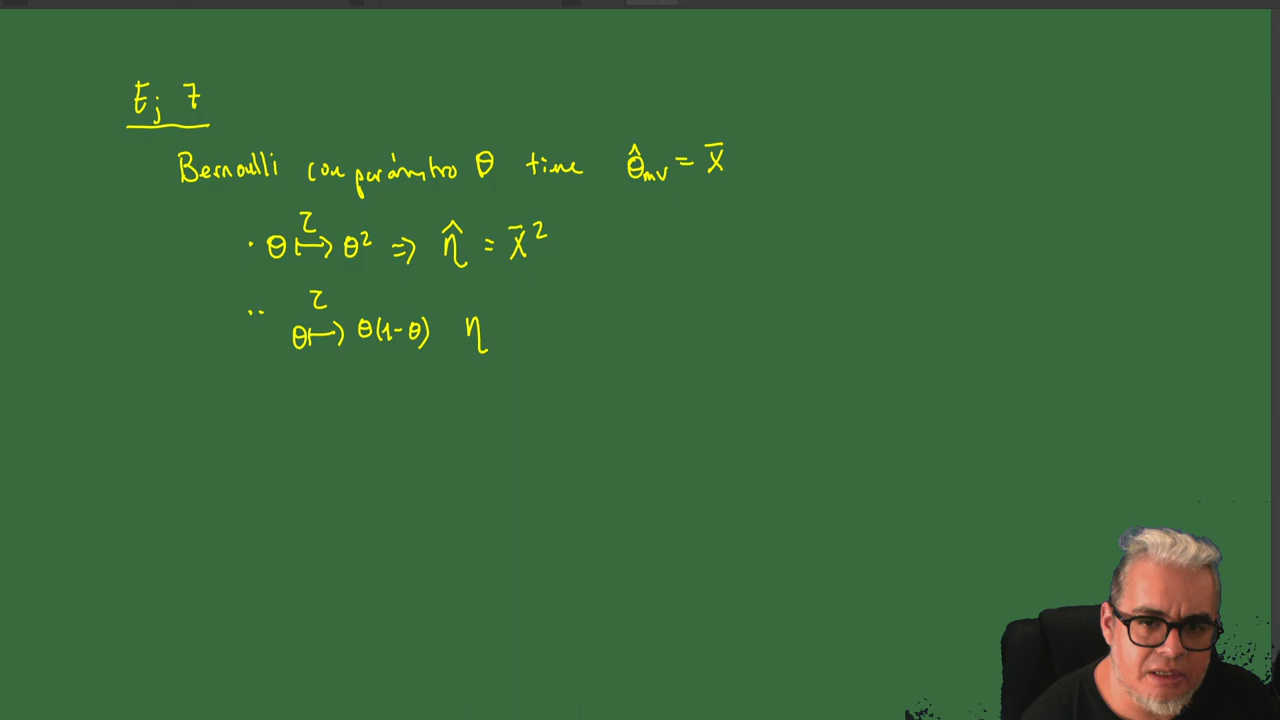 Ej 7
Bernoulli con parámetro θ tiene θ̂mv = X̄
· θ τ↦ θ² ⇒ η̂ = X̄²
·· θ τ↦ θ(1-θ) η